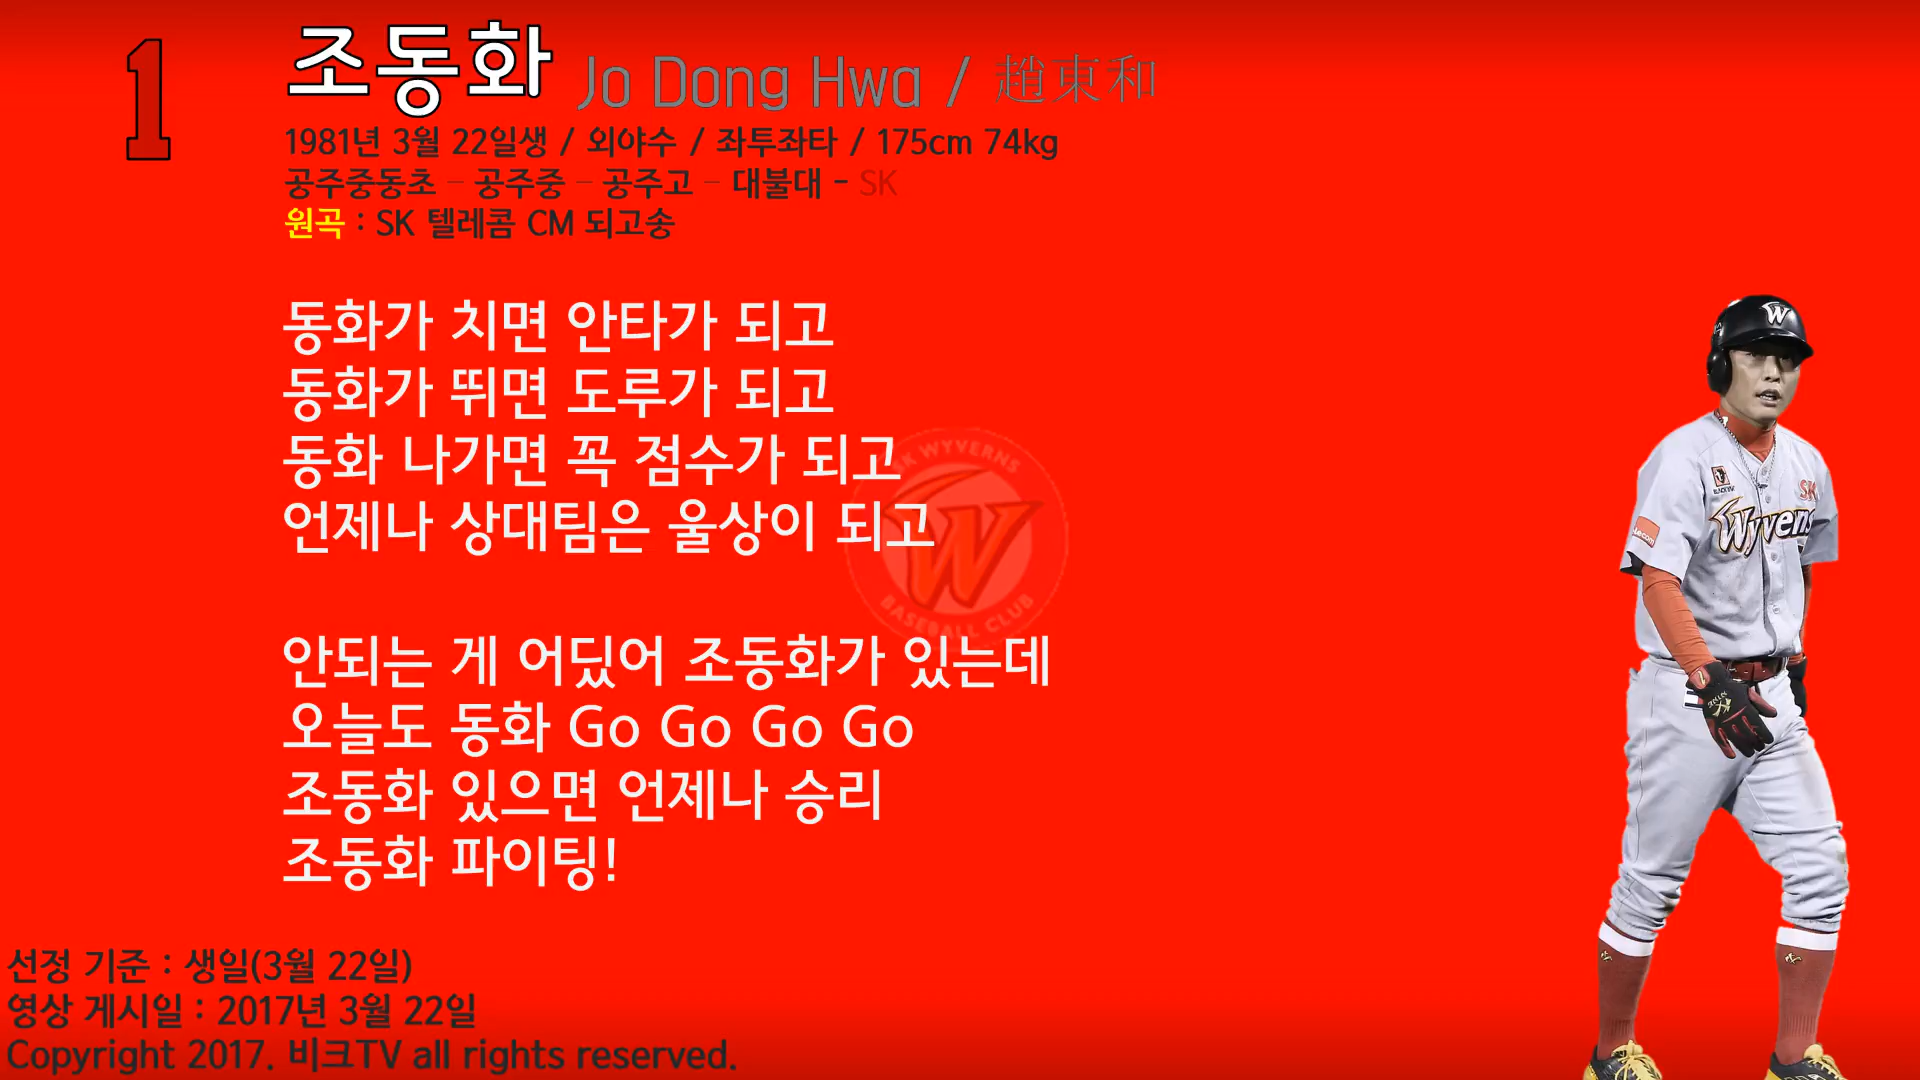 1
조동화 Jo Dong Hwa / 趙東和
1981년 3월 22일생 / 외야수 / 좌투좌타 / 175cm 74kg
공주중동초 – 공주중 – 공주고 – 대불대 - SK
원곡 : SK 텔레콤 CM 되고송
동화가 치면 안타가 되고
동화가 뛰면 도루가 되고
동화 나가면 꼭 점수가 되고
언제나 상대팀은 울상이 되고
SK WYVERNS
W
BASEBALL CLUB
안되는 게 어딨어 조동화가 있는데
오늘도 동화 Go Go Go Go
조동화 있으면 언제나 승리
조동화 파이팅!
W
SK
Wyverns
선정 기준 : 생일(3월 22일)
영상 게시일 : 2017년 3월 22일
Copyright 2017. 비크TV all rights reserved.